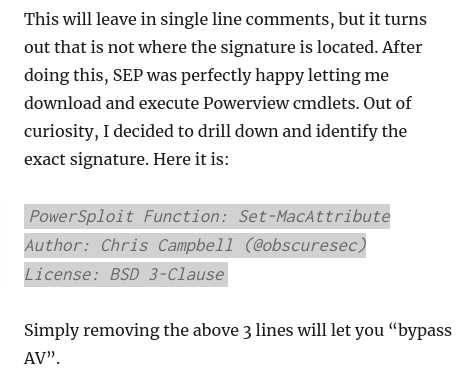 This will leave in single line comments, but it turns
out that is not where the signature is located. After
doing this, SEP was perfectly happy letting me
download and execute Powerview cmdlets. Out of
curiosity, I decided to drill down and identify the
exact signature. Here it is:
PowerSploit Function: Set-MacAttribute
Author: Chris Campbell (@obscuresec)
License: BSD 3-Clause
Simply removing the above 3 lines will let you “bypass
AV”.